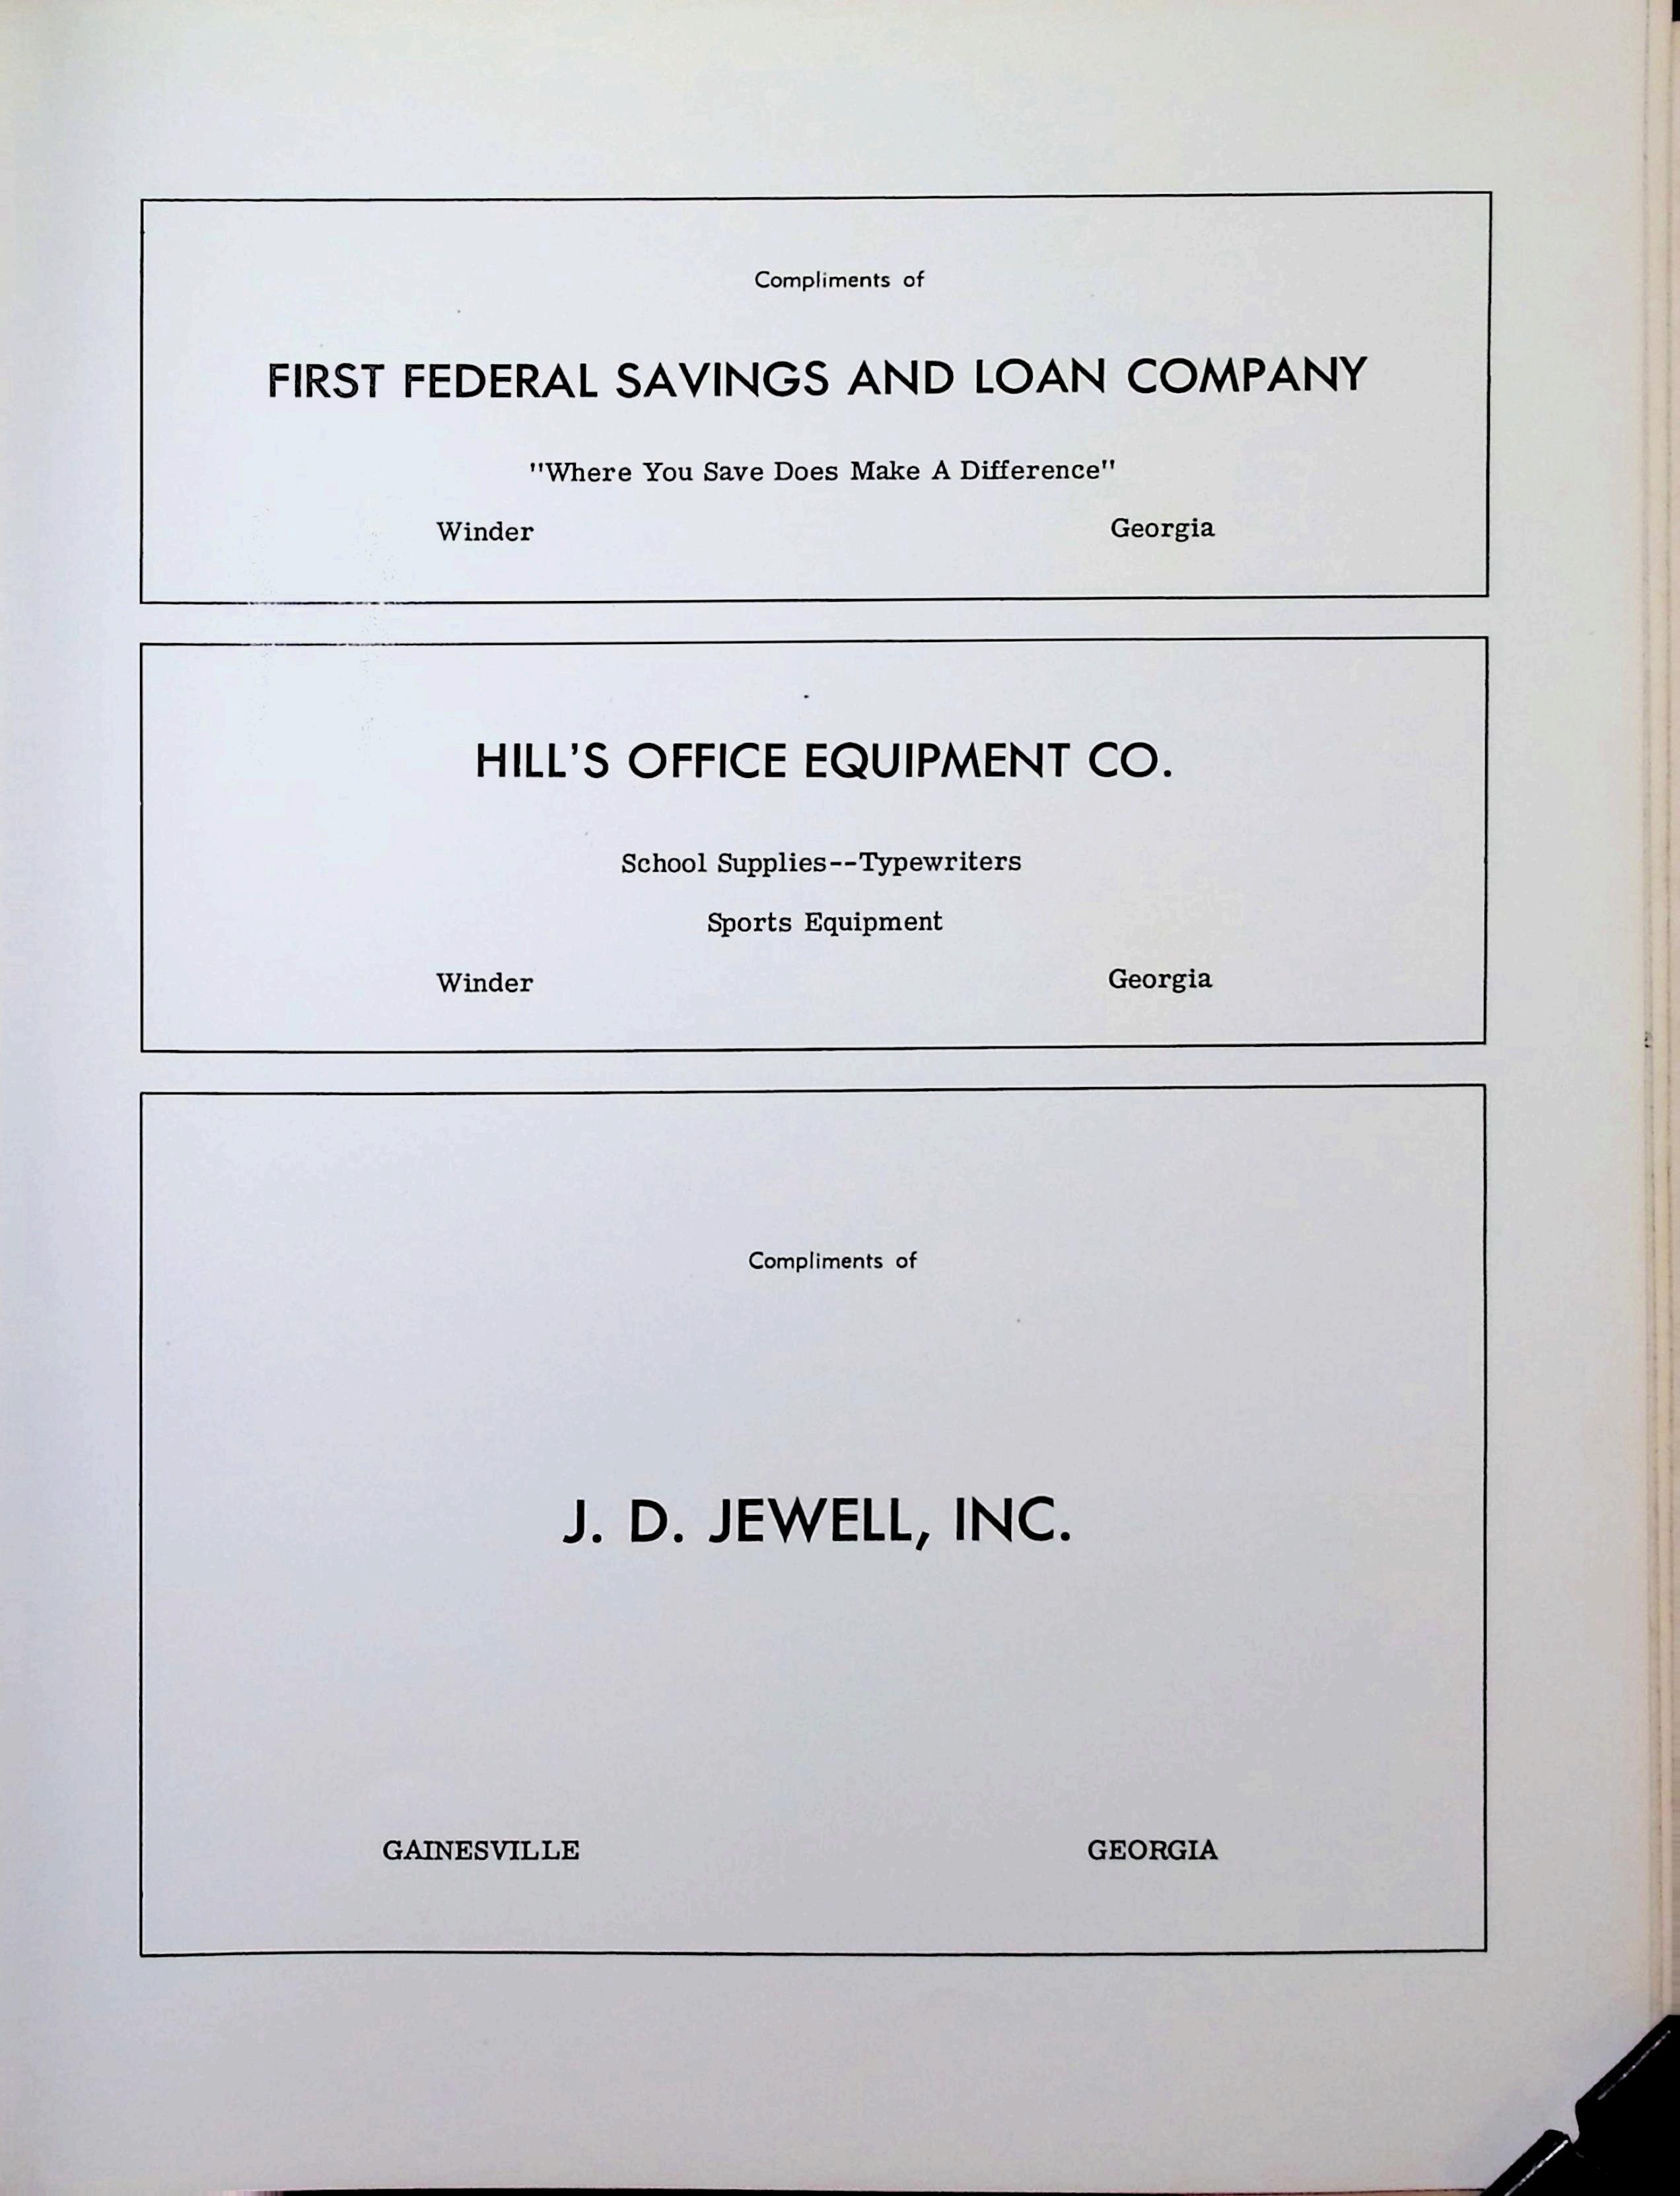 Compliments of
FIRST FEDERAL SAVINGS AND LOAN COMPANY
"Where You Save Does Make A Difference"
Winder Georgia
HILL'S OFFICE EQUIPMENT CO.
School Supplies--Typewriters
Sports Equipment
Winder Georgia
Compliments of
J. D. JEWELL, INC.
GAINESVILLE GEORGIA